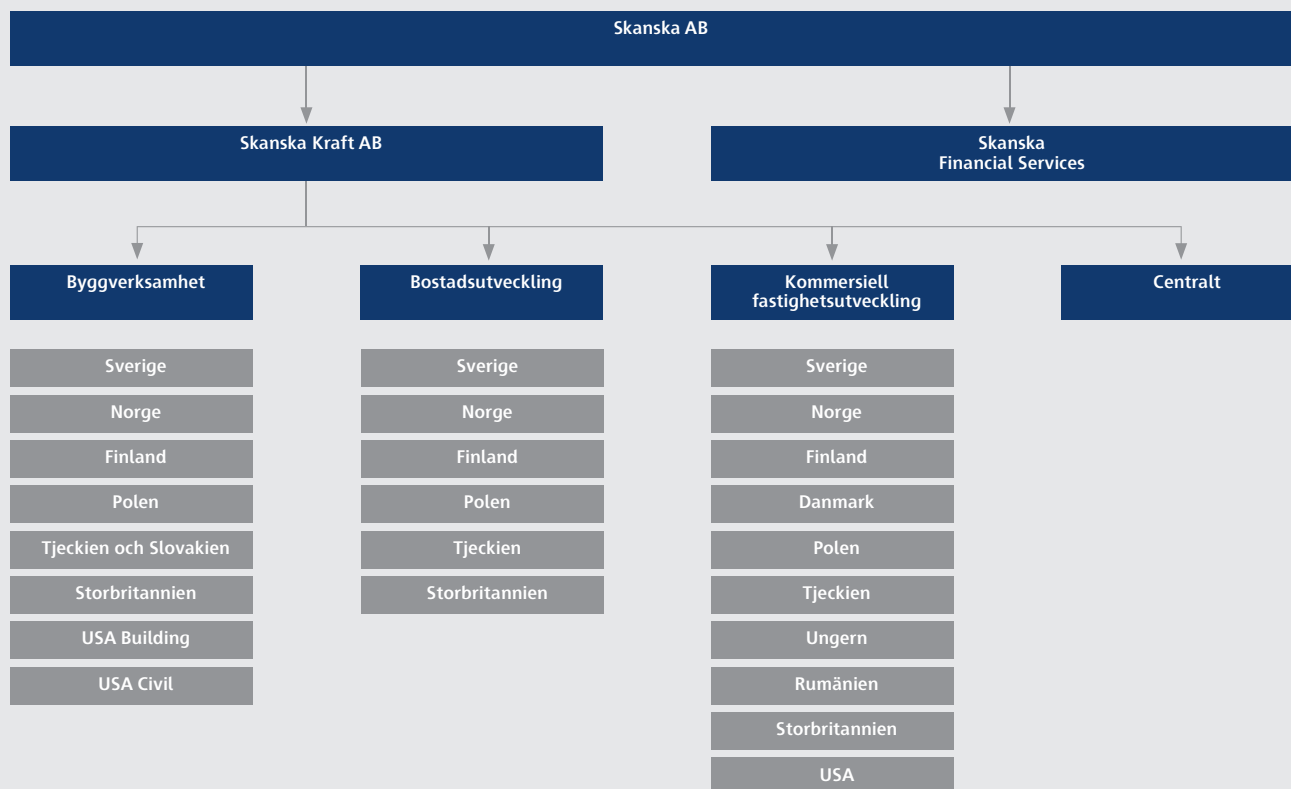 Skanska AB
Skanska Kraft AB
Skanska
Financial Services
Byggverksamhet
Bostadsutveckling
Kommersiell
fastighetsutveckling
Centralt
Sverige
Norge
Finland
Polen
Tjeckien och Slovakien
Storbritannien
USA Building
USA Civil
Sverige
Norge
Finland
Polen
Tjeckien
Storbritannien
Sverige
Norge
Finland
Danmark
Polen
Tjeckien
Ungern
Rumänien
Storbritannien
USA